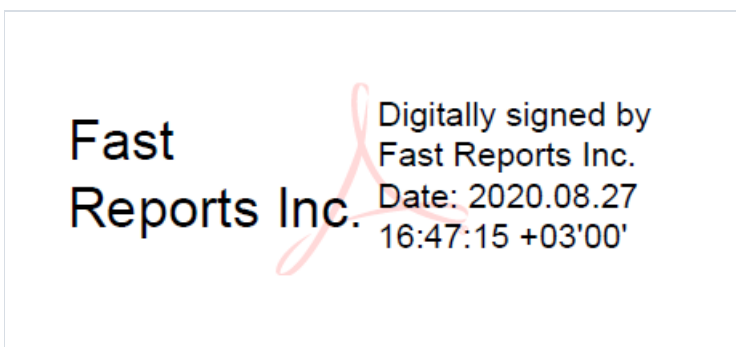 Fast
Reports Inc.
Digitally signed by
Fast Reports Inc.
Date: 2020.08.27
16:47:15 +03'00'